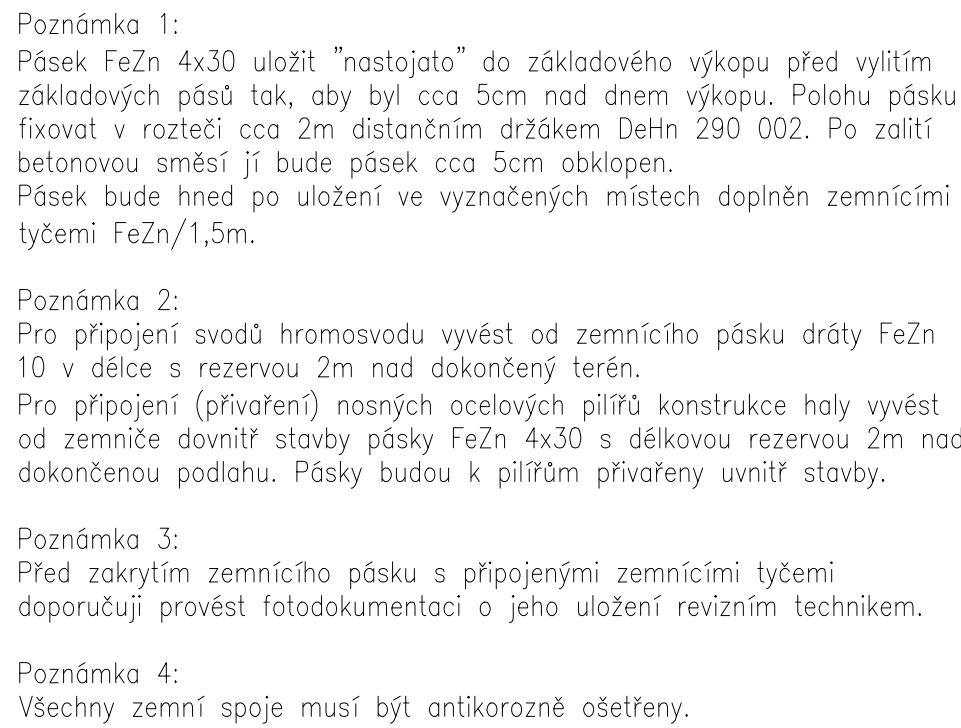 Poznámka 1:
Pásek FeZn 4x30 uložit "nastojato" do základového výkopu před vylitím
základových pásů tak, aby byl cca 5cm nad dnem výkopu. Polohu pásku
fixovat v rozteči cca 2m distančním držákem DeHn 290 002. Po zalití
betonovou směsí jí bude pásek cca 5cm obklopen.
Pásek bude hned po uložení ve vyznačených místech doplněn zemnícími
tyčemi FeZn/1,5m.
Poznámka 2:
Pro připojení svodů hromosvodu vyvést od zemnícího pásku dráty FeZn
10 v délce s rezervou 2m nad dokončený terén.
Pro připojení (přivaření) nosných ocelových pilířů konstrukce haly vyvést
od zemniče dovnitř stavby pásky FeZn 4x30 s délkovou rezervou 2m nad
dokončenou podlahu. Pásky budou k pilířům přivařeny uvnitř stavby.
Poznámka 3:
Před zakrytím zemnícího pásku s připojenými zemnícími tyčemi
doporučuji provést fotodokumentaci o jeho uložení revizním technikem.
Poznámka 4:
Všechny zemní spoje musí být antikorozně ošetřeny.